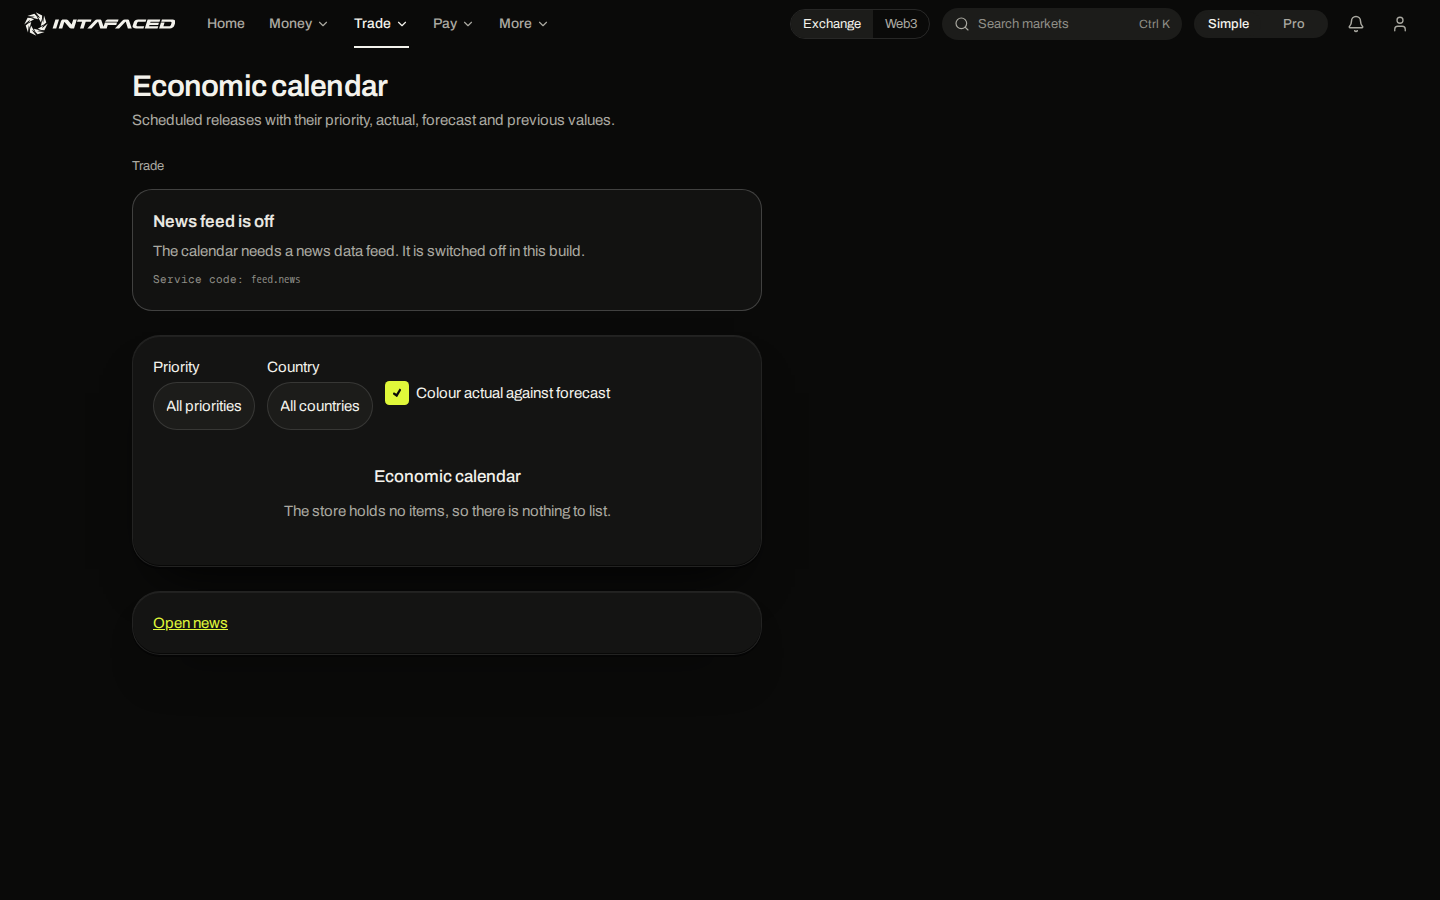 INTAFACED
Home
Money
Trade
Pay
More
Exchange
Web3
Search markets
Ctrl K
Simple
Pro
Economic calendar
Scheduled releases with their priority, actual, forecast and previous values.
Trade
News feed is off
The calendar needs a news data feed. It is switched off in this build.
Service code: feed.news
Priority
Country
All priorities
All countries
Colour actual against forecast
Economic calendar
The store holds no items, so there is nothing to list.
Open news